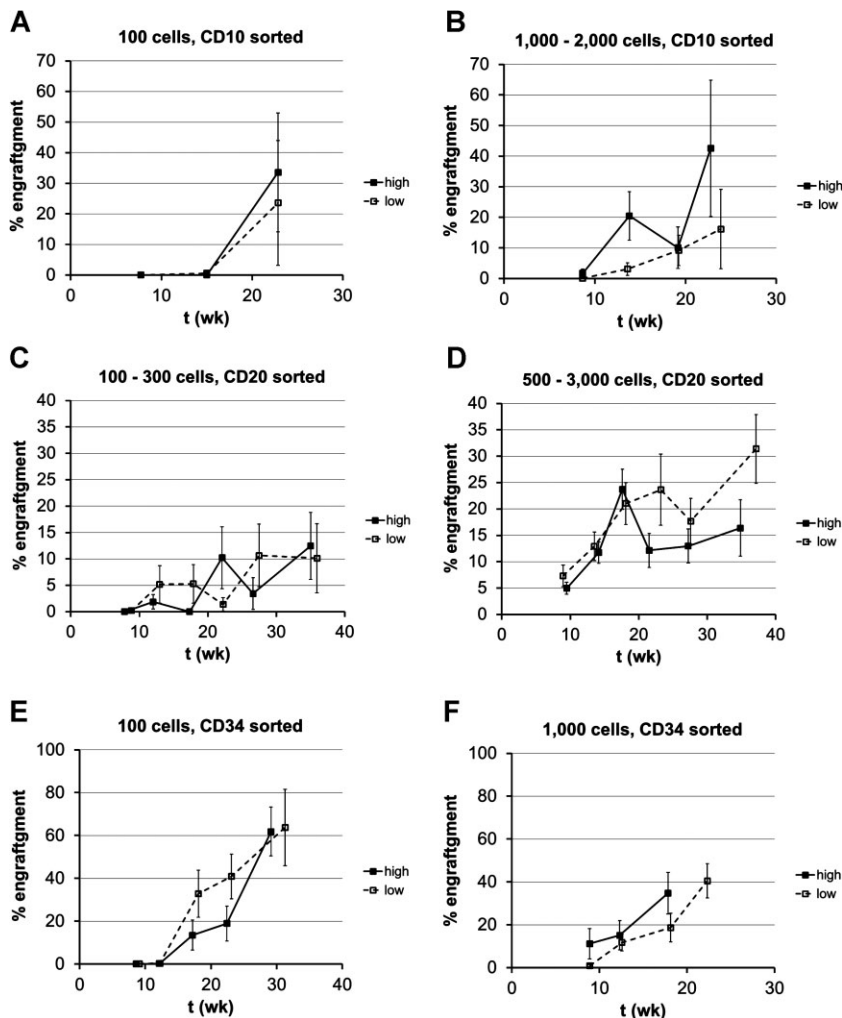 A
100 cells, CD10 sorted
70
60
50
40
30
20
10
0
% engraftgment
0 10 20 30
t (wk)
high
low
B
1,000 - 2,000 cells, CD10 sorted
70
60
50
40
30
20
10
0
% engraftgment
0 10 20 30
t (wk)
high
low
C
100 - 300 cells, CD20 sorted
40
35
30
25
20
15
10
5
0
% engraftgment
0 10 20 30 40
t (wk)
high
low
D
500 - 3,000 cells, CD20 sorted
40
35
30
25
20
15
10
5
0
% engraftgment
0 10 20 30 40
t (wk)
high
low
E
100 cells, CD34 sorted
100
80
60
40
20
0
% engraftgment
0 10 20 30 40
t (wk)
high
low
F
1,000 cells, CD34 sorted
100
80
60
40
20
0
% engraftgment
0 10 20 30
t (wk)
high
low